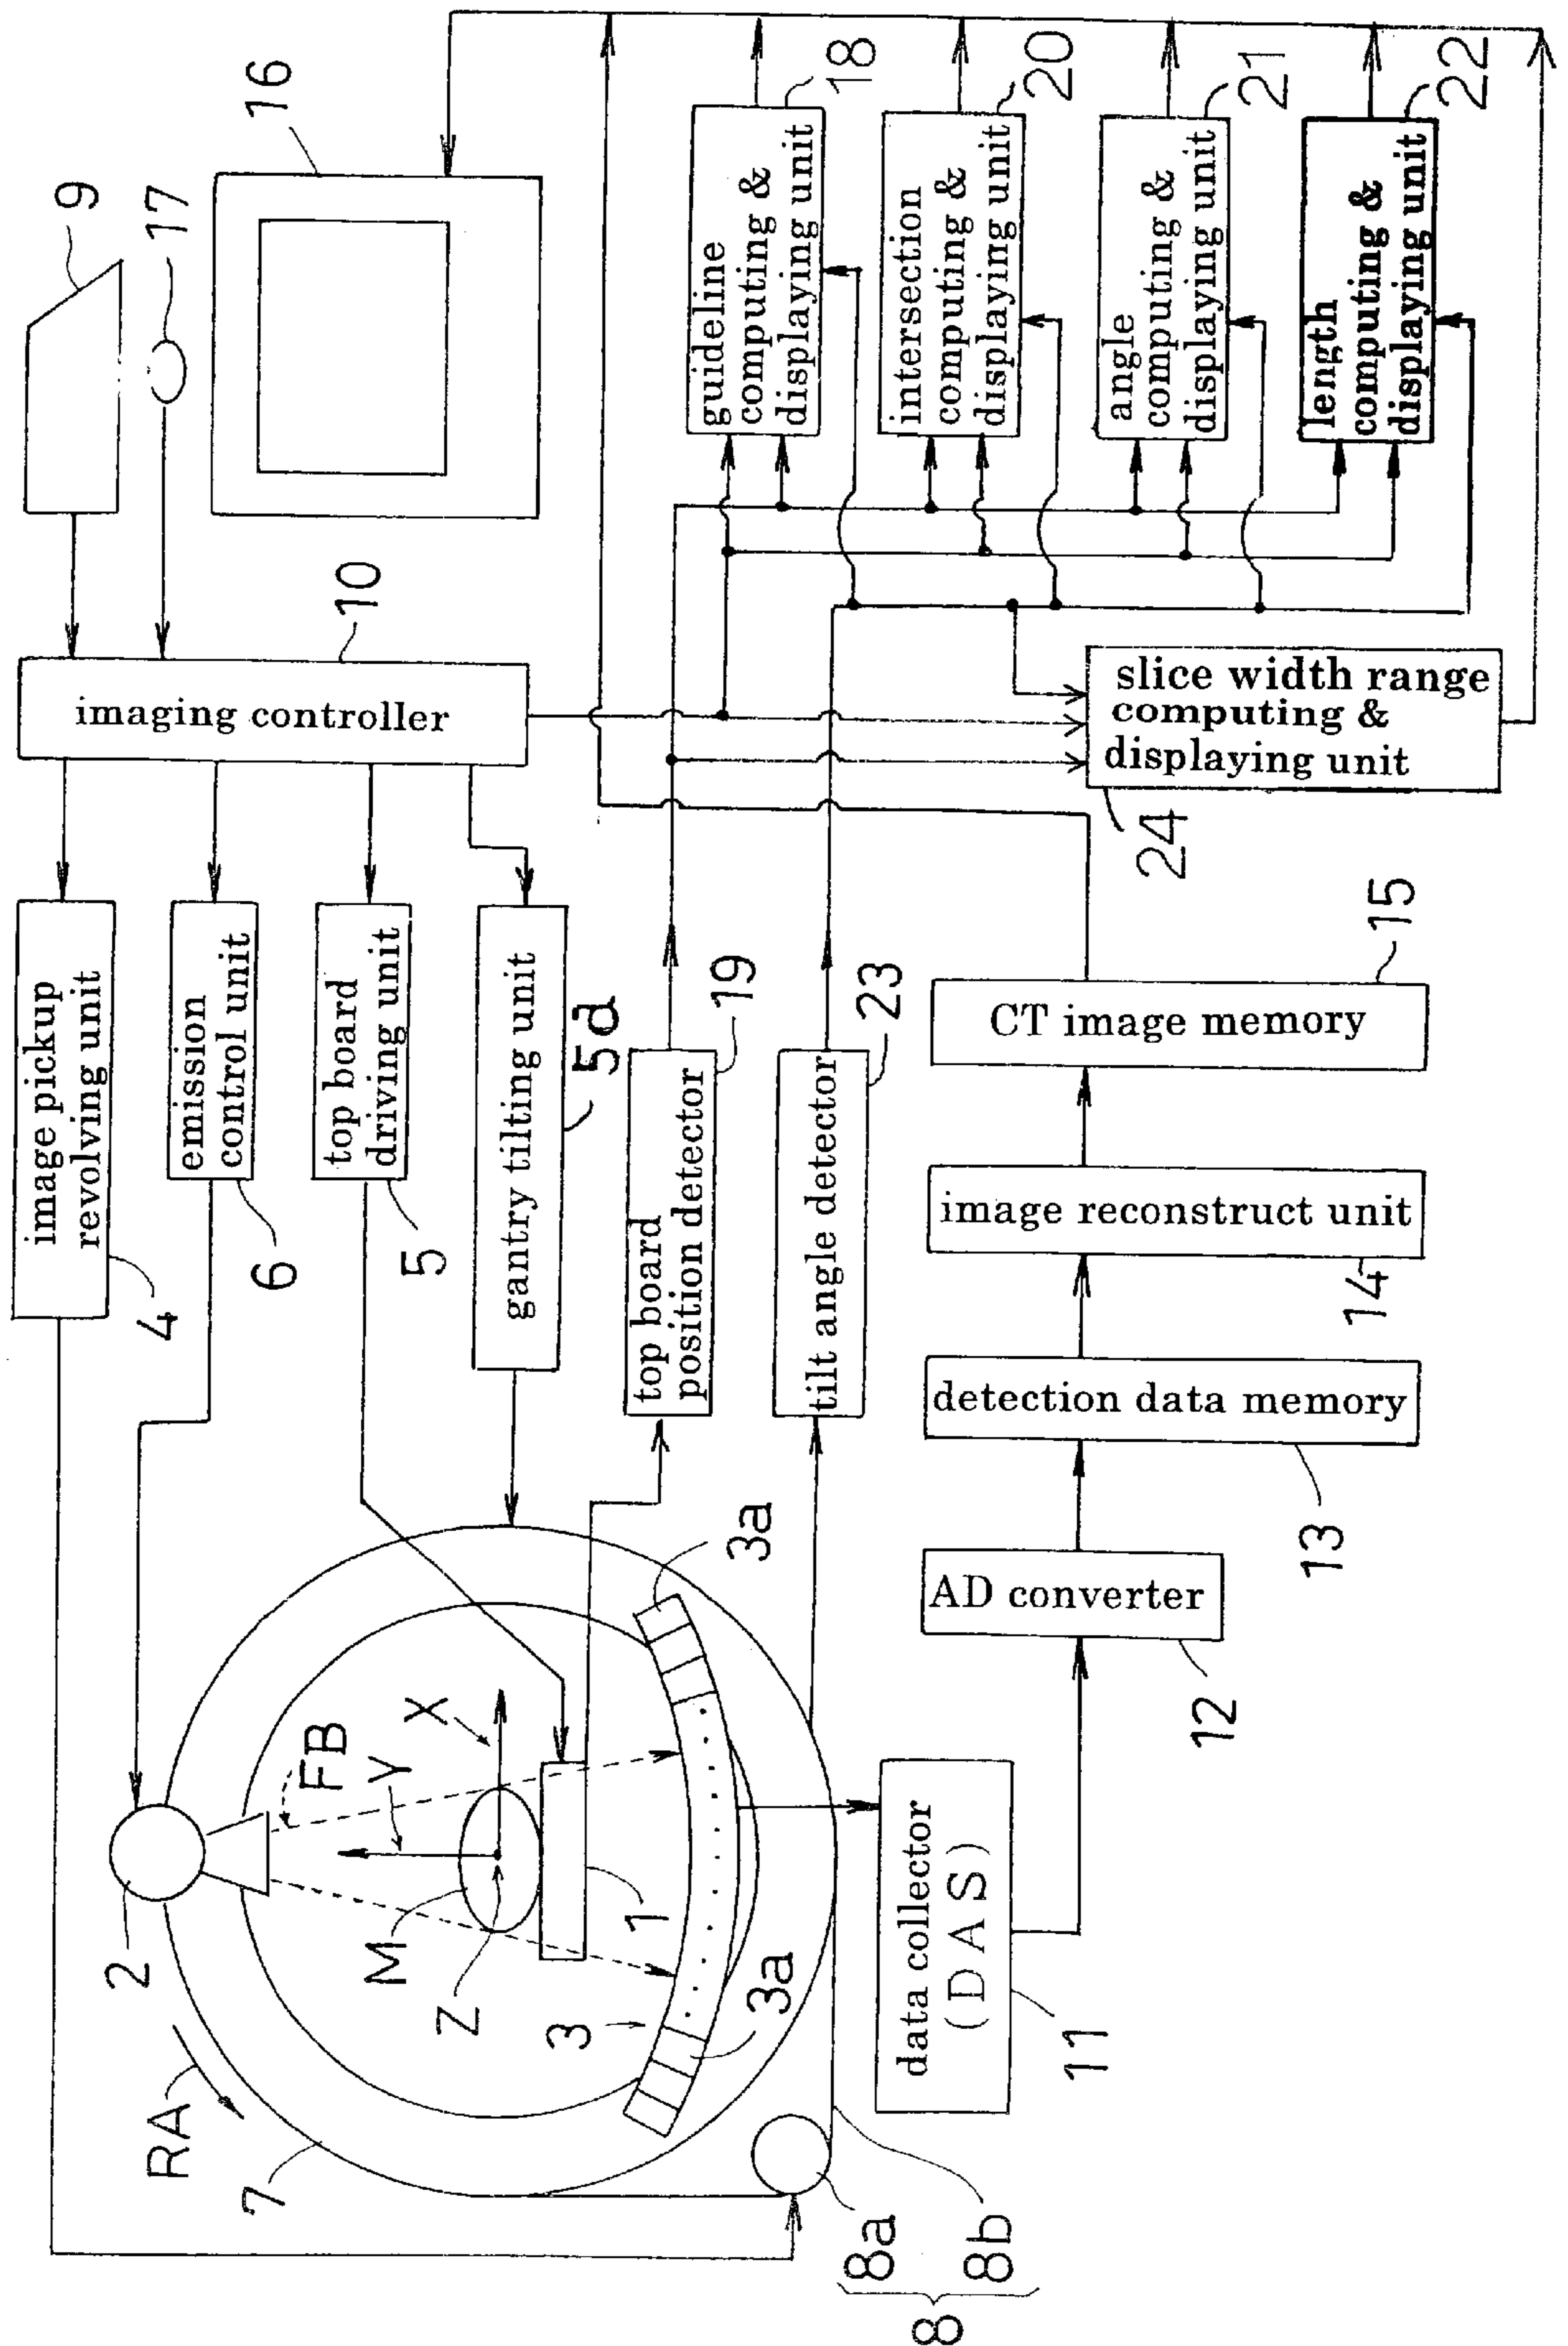 image pickup
revolving unit
4
emission
control unit
6
top board
driving unit
5
gantry tilting unit
5d
imaging controller
10
9
17
16
top board
position detector
19
tilt angle detector
23
guideline
computing &
displaying unit
18
intersection
computing &
displaying unit
20
angle
computing &
displaying unit
21
length
computing &
displaying unit
22
slice width range
computing &
displaying unit
24
CT image memory
15
image reconstruct unit
14
detection data memory
13
AD converter
12
data collector
(DAS)
11
RA
7
2
FB
Y
X
M
Z
1
3
3a
3a
8a
8b
8